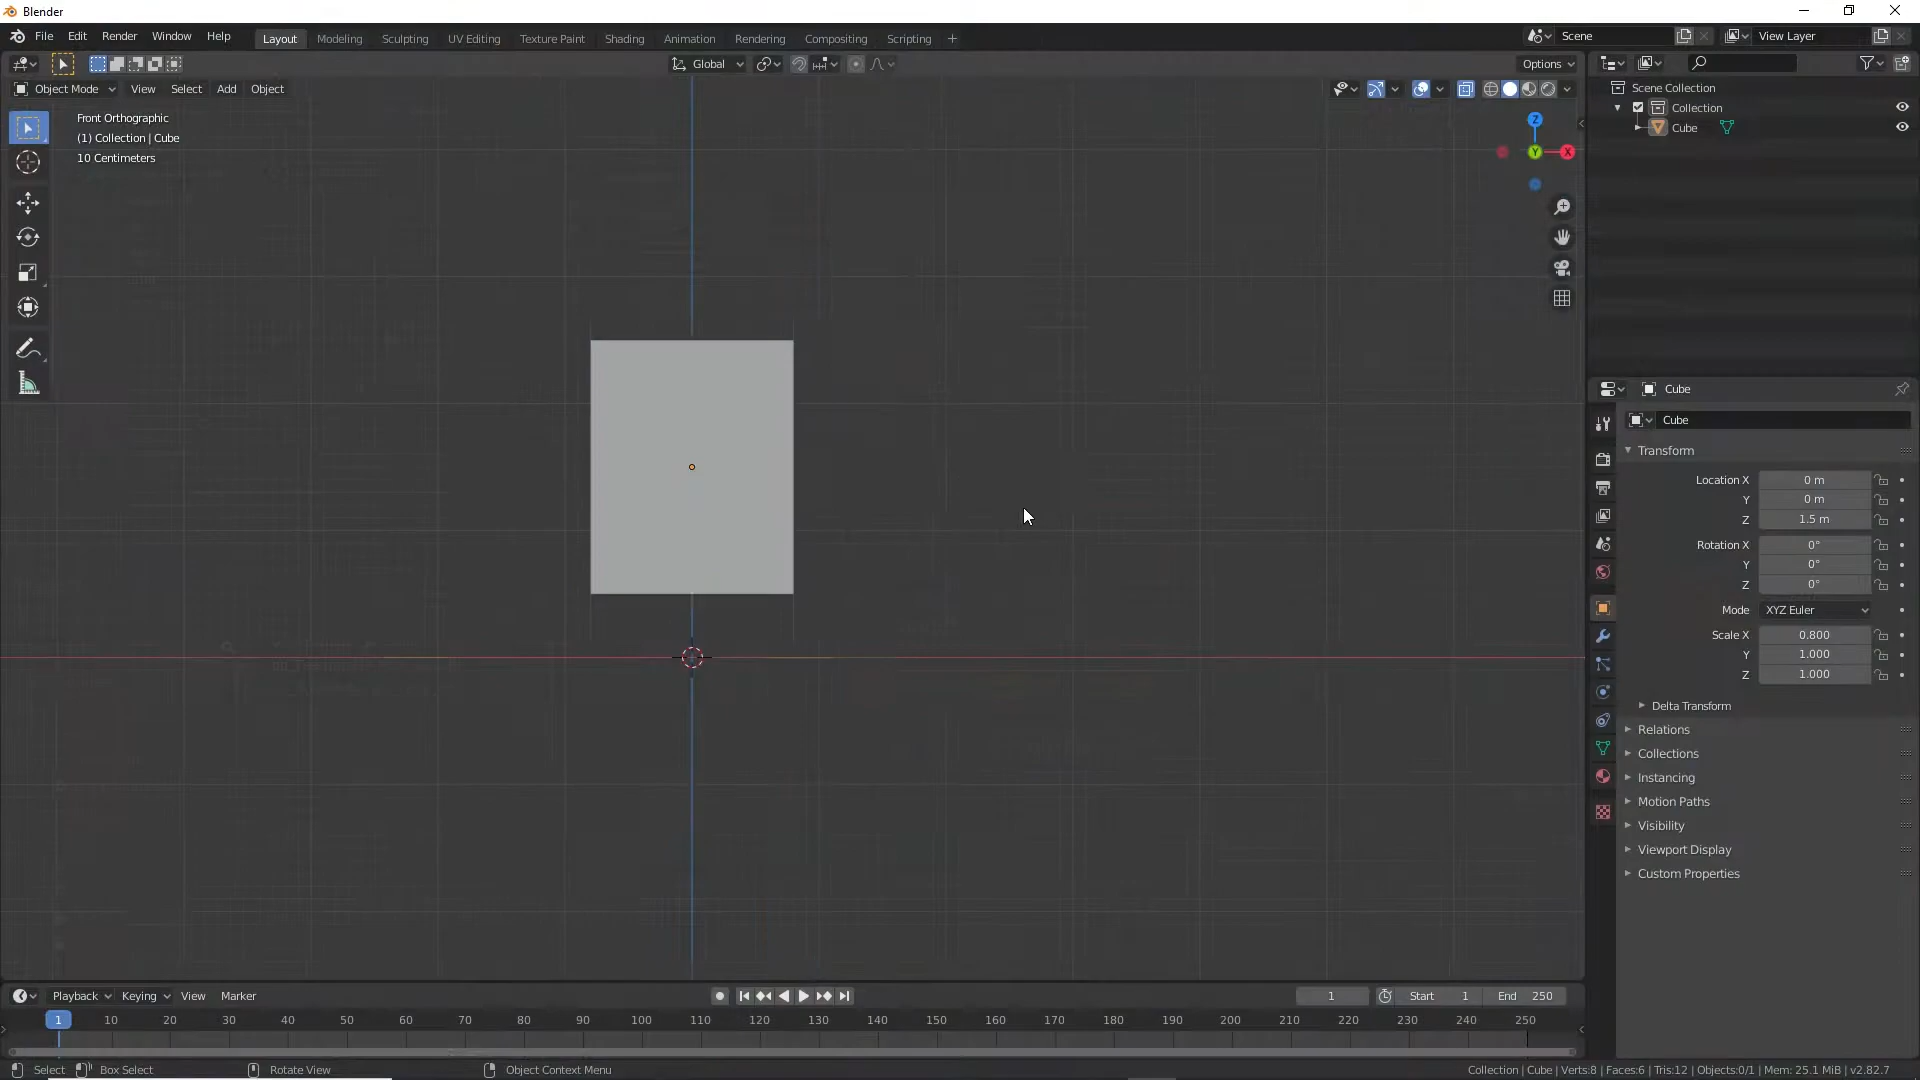 Blender
File Edit Render Window Help
Layout Modeling Sculpting UV Editing Texture Paint Shading Animation Rendering Compositing Scripting +
Scene
View Layer
Global
Options
Object Mode View Select Add Object
Front Orthographic
(1) Collection | Cube
10 Centimeters
Z
Y
X
Scene Collection
Collection
Cube
Cube
Cube
Transform
Location X 0 m
Y 0 m
Z 1.5 m
Rotation X 0°
Y 0°
Z 0°
Mode XYZ Euler
Scale X 0.800
Y 1.000
Z 1.000
Delta Transform
Relations
Collections
Instancing
Motion Paths
Visibility
Viewport Display
Custom Properties
Playback Keying View Marker
1 Start 1 End 250
1 10 20 30 40 50 60 70 80 90 100 110 120 130 140 150 160 170 180 190 200 210 220 230 240 250
Select Box Select Rotate View Object Context Menu
Collection | Cube | Verts:8 | Faces:6 | Tris:12 | Objects:0/1 | Mem: 25.1 MiB | v2.82.7